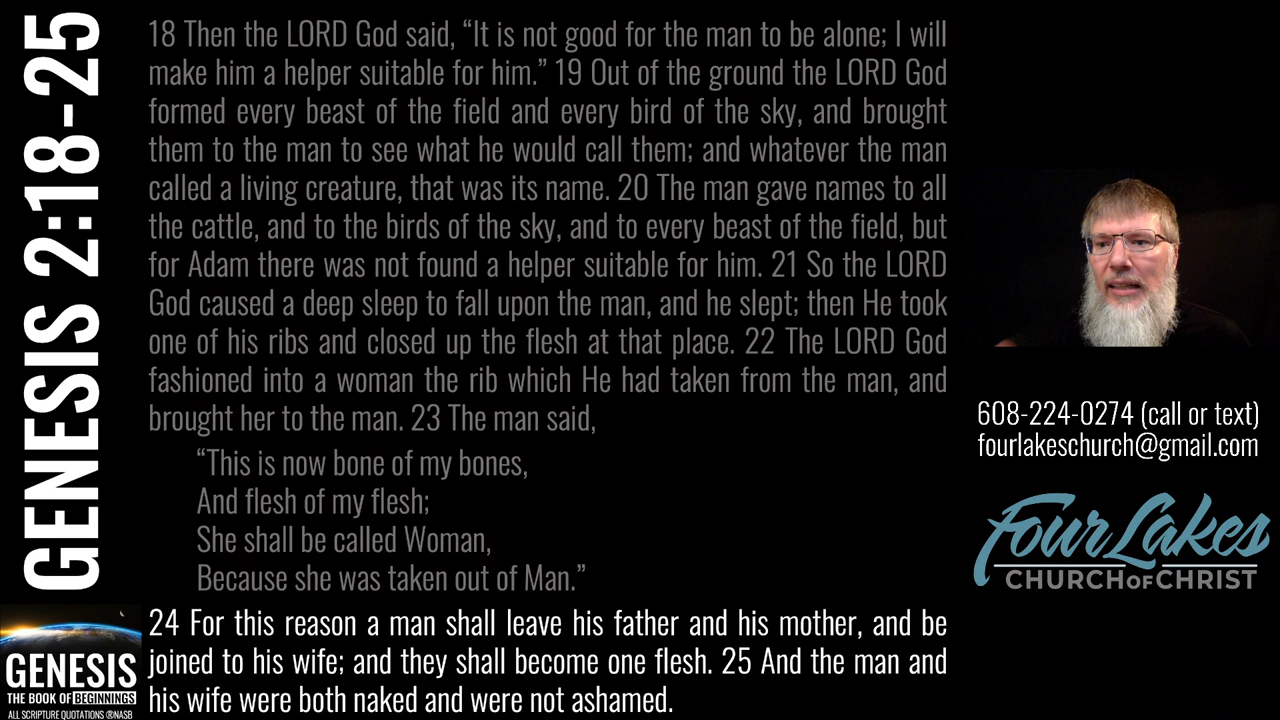 GENESIS 2:18-25
18 Then the LORD God said, “It is not good for the man to be alone; I will
make him a helper suitable for him.” 19 Out of the ground the LORD God
formed every beast of the field and every bird of the sky, and brought
them to the man to see what he would call them; and whatever the man
called a living creature, that was its name. 20 The man gave names to all
the cattle, and to the birds of the sky, and to every beast of the field, but
for Adam there was not found a helper suitable for him. 21 So the LORD
God caused a deep sleep to fall upon the man, and he slept; then He took
one of his ribs and closed up the flesh at that place. 22 The LORD God
fashioned into a woman the rib which He had taken from the man, and
brought her to the man. 23 The man said,
“This is now bone of my bones,
And flesh of my flesh;
She shall be called Woman,
Because she was taken out of Man.”
24 For this reason a man shall leave his father and his mother, and be
joined to his wife; and they shall become one flesh. 25 And the man and
his wife were both naked and were not ashamed.
GENESIS
THE BOOK OF BEGINNINGS
ALL SCRIPTURE QUOTATIONS ®NASB
608-224-0274 (call or text)
fourlakeschurch@gmail.com
Four Lakes
CHURCH OF CHRIST